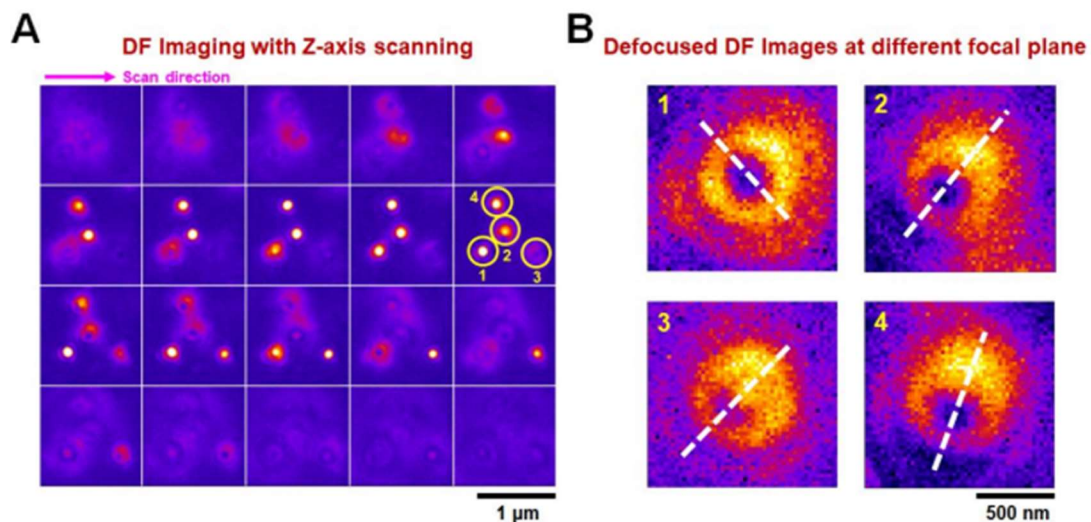 A
DF Imaging with Z-axis scanning
Scan direction
4
1
2
3
1 µm
B
Defocused DF Images at different focal plane
1
2
3
4
500 nm